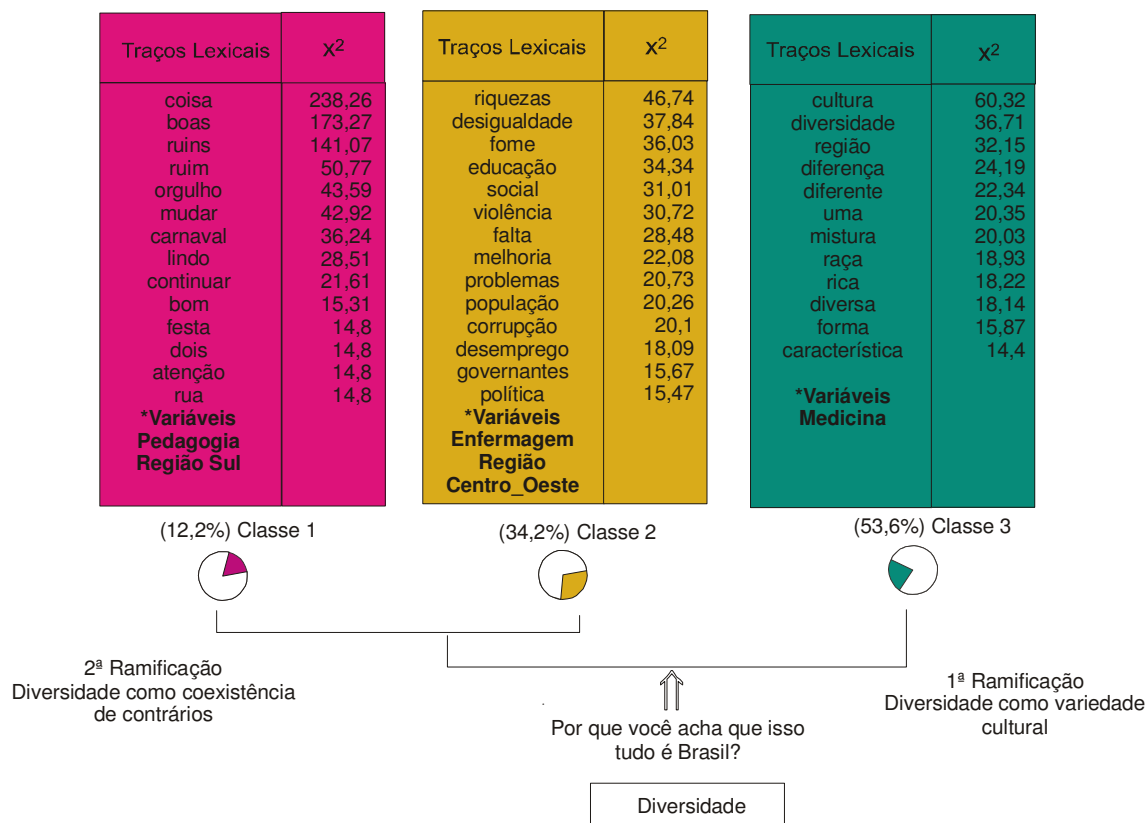 Traços Lexicais x²
coisa 238,26
boas 173,27
ruins 141,07
ruim 50,77
orgulho 43,59
mudar 42,92
carnaval 36,24
lindo 28,51
continuar 21,61
bom 15,31
festa 14,8
dois 14,8
atenção 14,8
rua 14,8
*Variáveis
Pedagogia
Região Sul
(12,2%) Classe 1
Traços Lexicais x²
riquezas 46,74
desigualdade 37,84
fome 36,03
educação 34,34
social 31,01
violência 30,72
falta 28,48
melhoria 22,08
problemas 20,73
população 20,26
corrupção 20,1
desemprego 18,09
governantes 15,67
política 15,47
*Variáveis
Enfermagem
Região
Centro_Oeste
(34,2%) Classe 2
Traços Lexicais x²
cultura 60,32
diversidade 36,71
região 32,15
diferença 24,19
diferente 22,34
uma 20,35
mistura 20,03
raça 18,93
rica 18,22
diversa 18,14
forma 15,87
característica 14,4
*Variáveis
Medicina
(53,6%) Classe 3
2ª Ramificação
Diversidade como coexistência
de contrários
1ª Ramificação
Diversidade como variedade
cultural
Por que você acha que isso
tudo é Brasil?
Diversidade